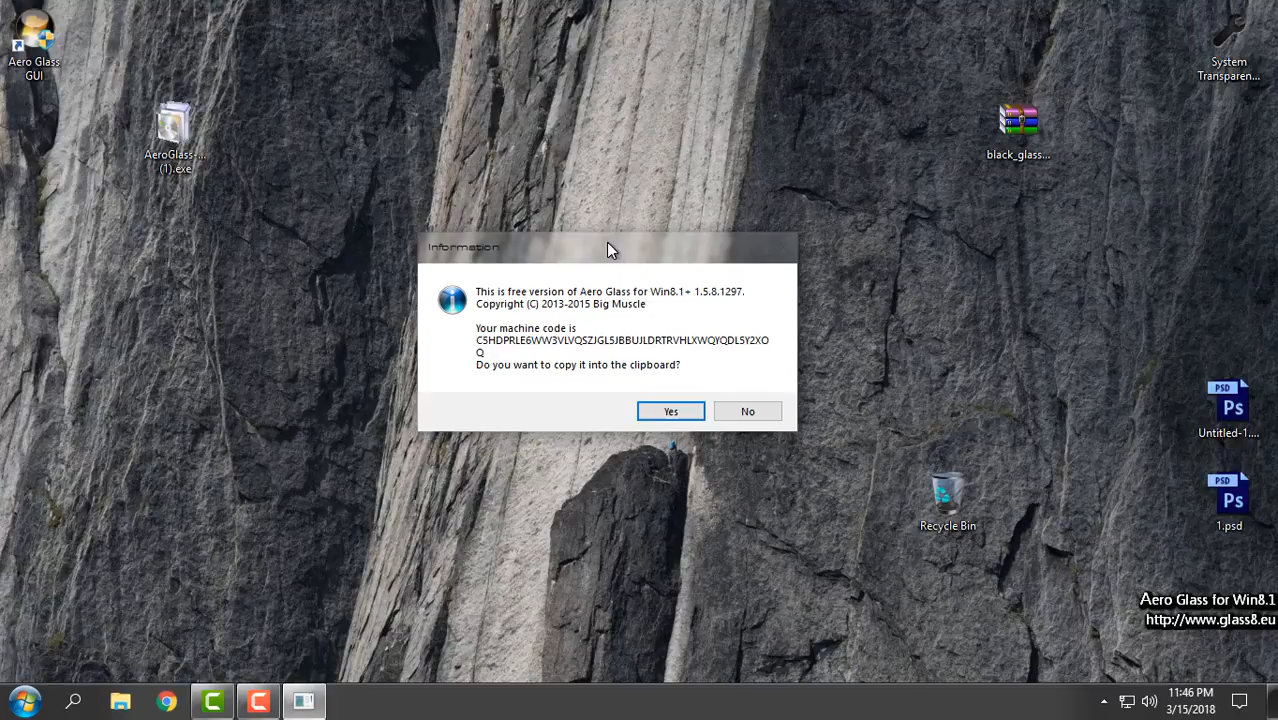 Aero Glass
GUI
System
Transparen...
AeroGlass-...
(1).exe
black_glass...
Information
This is free version of Aero Glass for Win8.1+ 1.5.8.1297.
Copyright (C) 2013-2015 Big Muscle
Your machine code is
C5HDPRLE6WW3VLVQSZJGL5JBBUJLDRTRVHLXWQYQDL5Y2XO
Q
Do you want to copy it into the clipboard?
Yes
No
PSD
Ps
Untitled-1....
PSD
Ps
1.psd
Recycle Bin
Aero Glass for Win8.1
http://www.glass8.eu
11:46 PM
3/15/2018